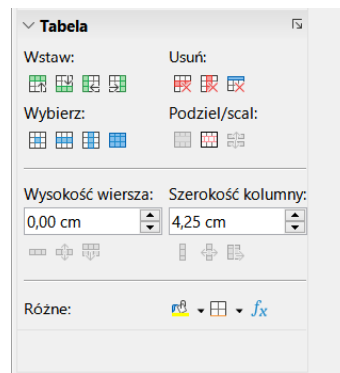 Tabela
Wstaw: Usuń:
Wybierz: Podziel/scal:
Wysokość wiersza: Szerokość kolumny:
0,00 cm 4,25 cm
Różne: fx